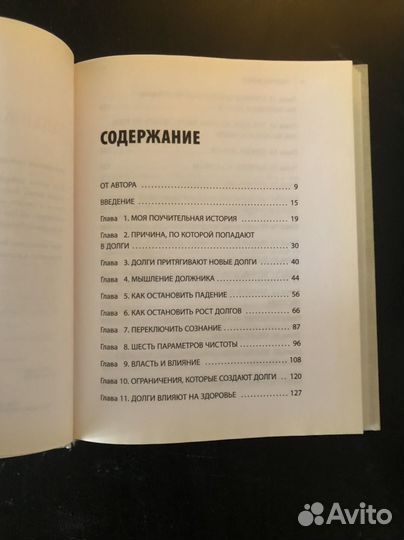 СОДЕРЖАНИЕ
ОТ АВТОРА 9
ВВЕДЕНИЕ 15
Глава 1. МОЯ ПОУЧИТЕЛЬНАЯ ИСТОРИЯ 19
Глава 2. ПРИЧИНА, ПО КОТОРОЙ ПОПАДАЮТ
В ДОЛГИ 30
Глава 3. ДОЛГИ ПРИТЯГИВАЮТ НОВЫЕ ДОЛГИ 40
Глава 4. МЫШЛЕНИЕ ДОЛЖНИКА 44
Глава 5. КАК ОСТАНОВИТЬ ПАДЕНИЕ 56
Глава 6. КАК ОСТАНОВИТЬ РОСТ ДОЛГОВ 66
Глава 7. ПЕРЕКЛЮЧИТЬ СОЗНАНИЕ 87
Глава 8. ШЕСТЬ ПАРАМЕТРОВ ЧИСТОТЫ 96
Глава 9. ВЛАСТЬ И ВЛИЯНИЕ 108
Глава 10. ОГРАНИЧЕНИЯ, КОТОРЫЕ СОЗДАЮТ ДОЛГИ 120
Глава 11. ДОЛГИ ВЛИЯЮТ НА ЗДОРОВЬЕ 127
Avito